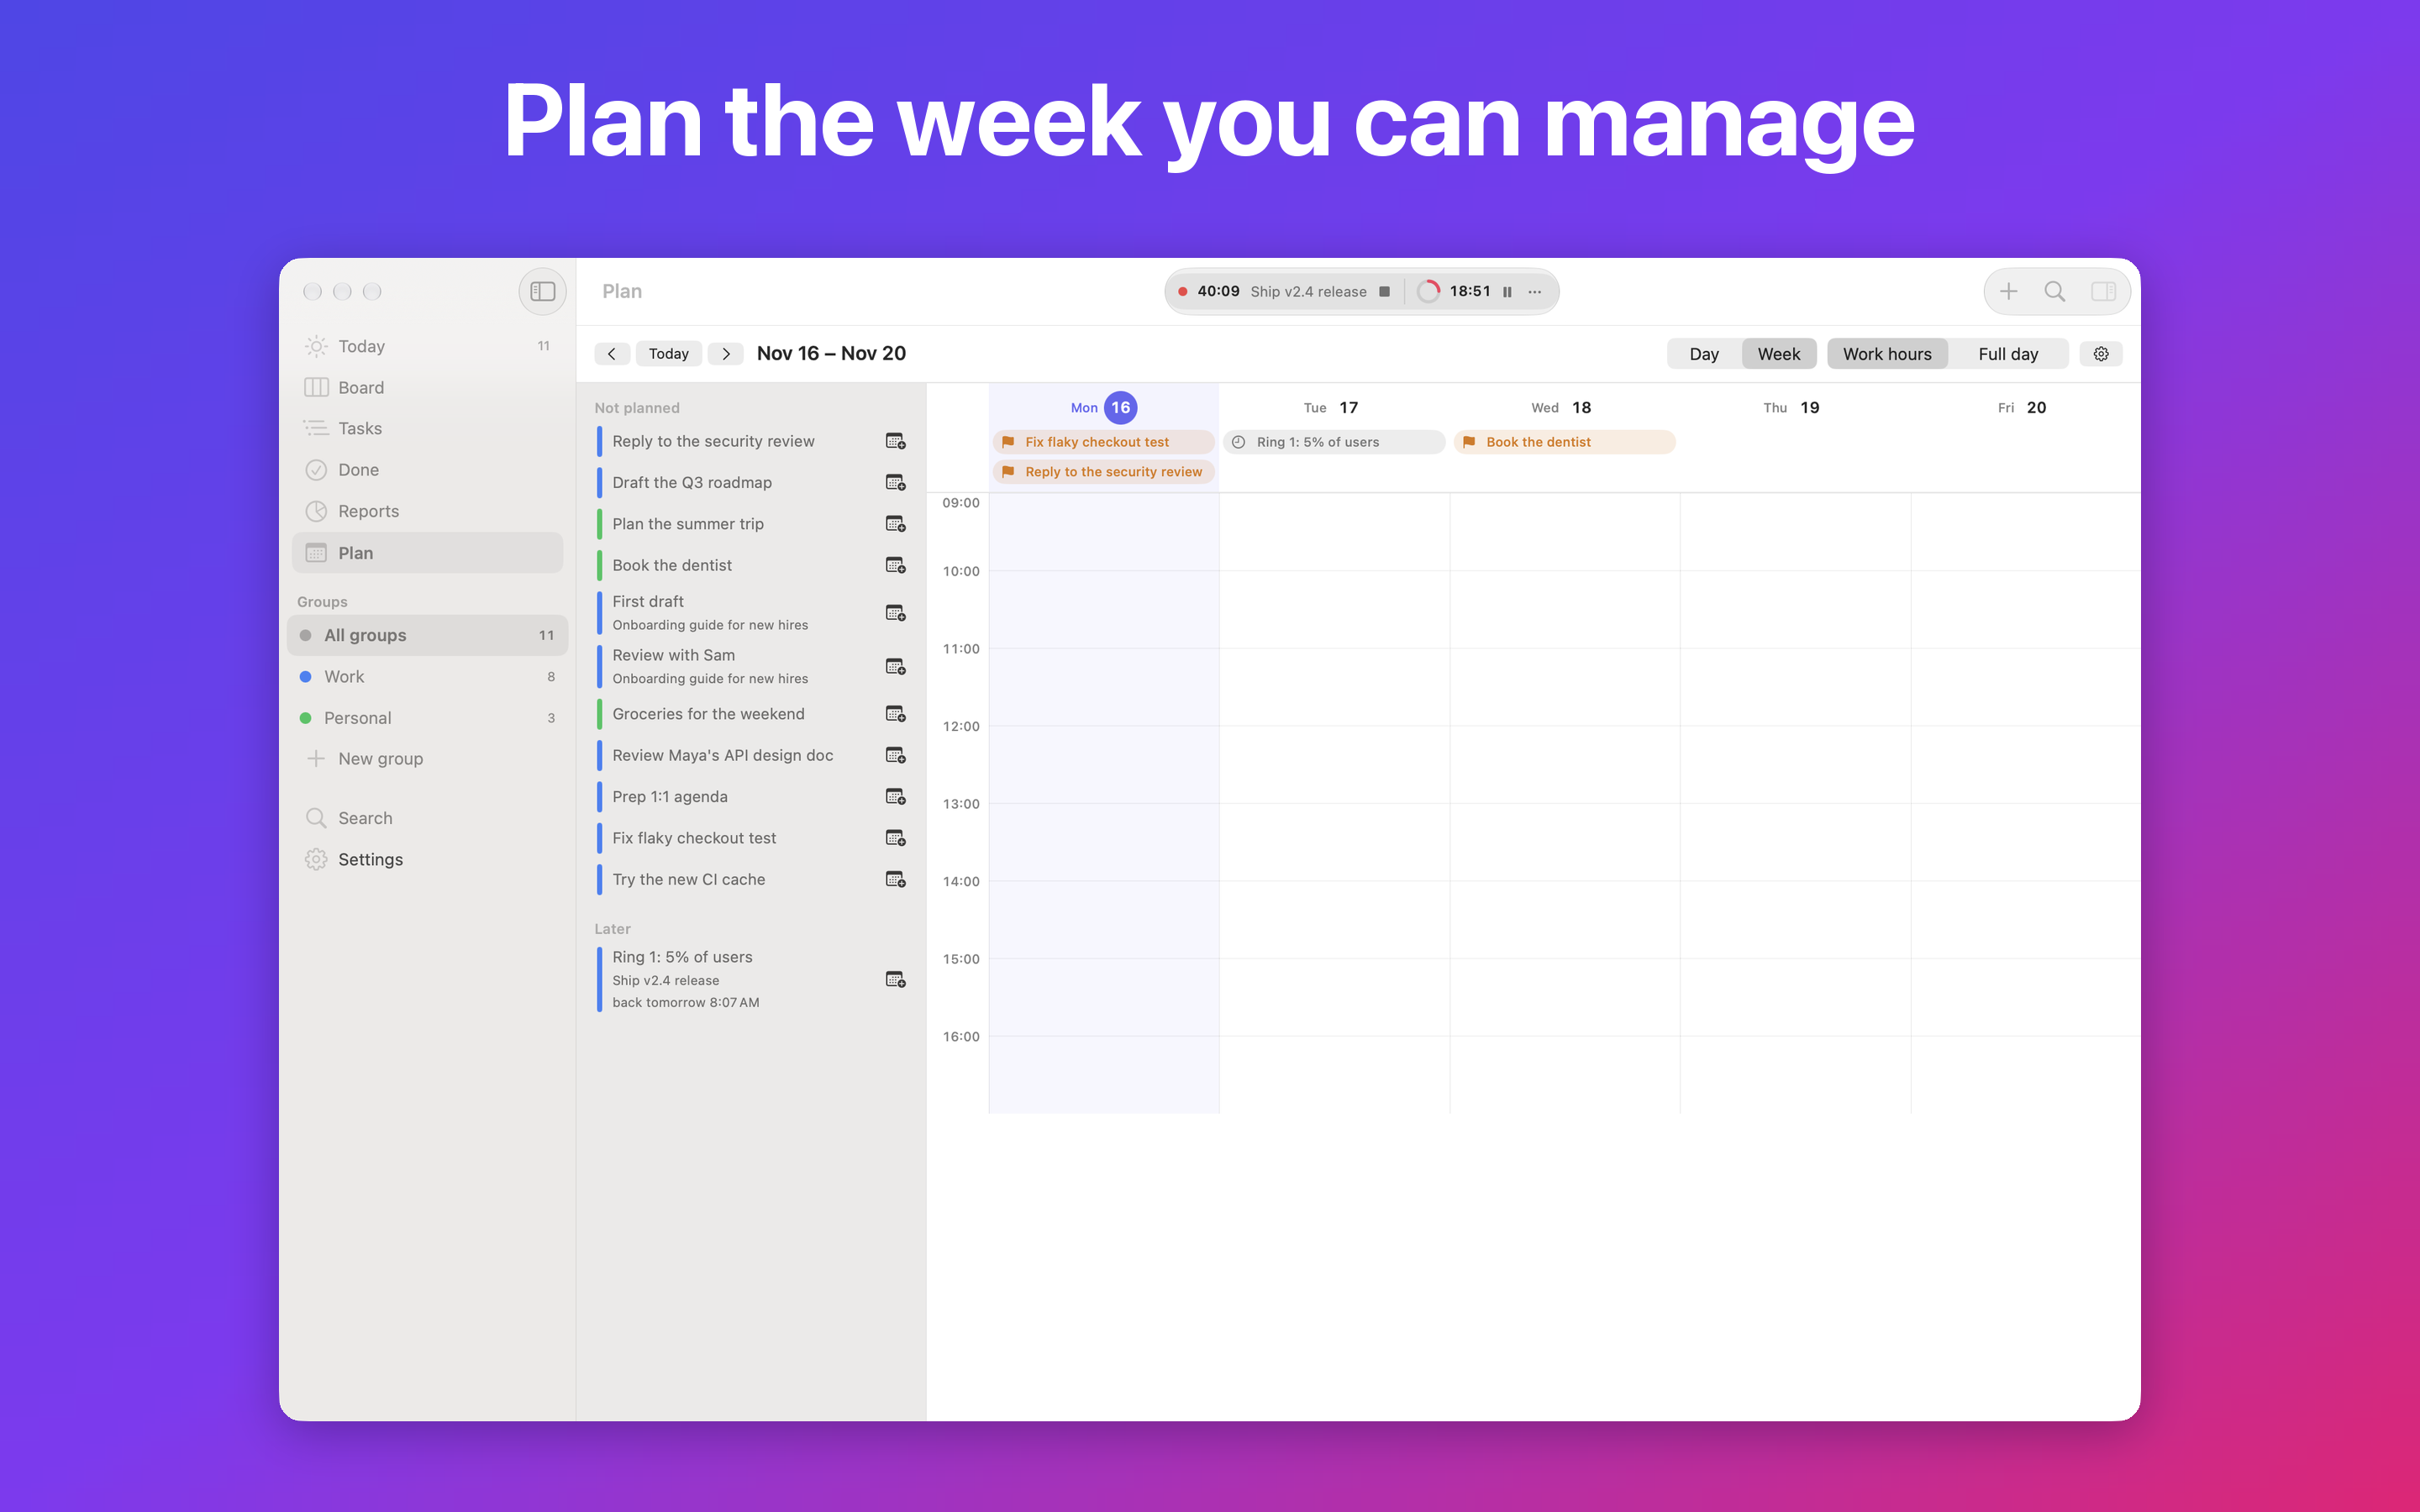 Plan the week you can manage
Plan
40:09 Ship v2.4 release
18:51
Today 11
Board
Tasks
Done
Reports
Plan
Groups
All groups 11
Work 8
Personal 3
New group
Search
Settings
Today
Nov 16 – Nov 20
Day Week
Work hours Full day
Not planned
Reply to the security review
Draft the Q3 roadmap
Plan the summer trip
Book the dentist
First draft
Onboarding guide for new hires
Review with Sam
Onboarding guide for new hires
Groceries for the weekend
Review Maya's API design doc
Prep 1:1 agenda
Fix flaky checkout test
Try the new CI cache
Later
Ring 1: 5% of users
Ship v2.4 release
back tomorrow 8:07 AM
Mon 16
Tue 17
Wed 18
Thu 19
Fri 20
Fix flaky checkout test
Ring 1: 5% of users
Book the dentist
Reply to the security review
09:00
10:00
11:00
12:00
13:00
14:00
15:00
16:00